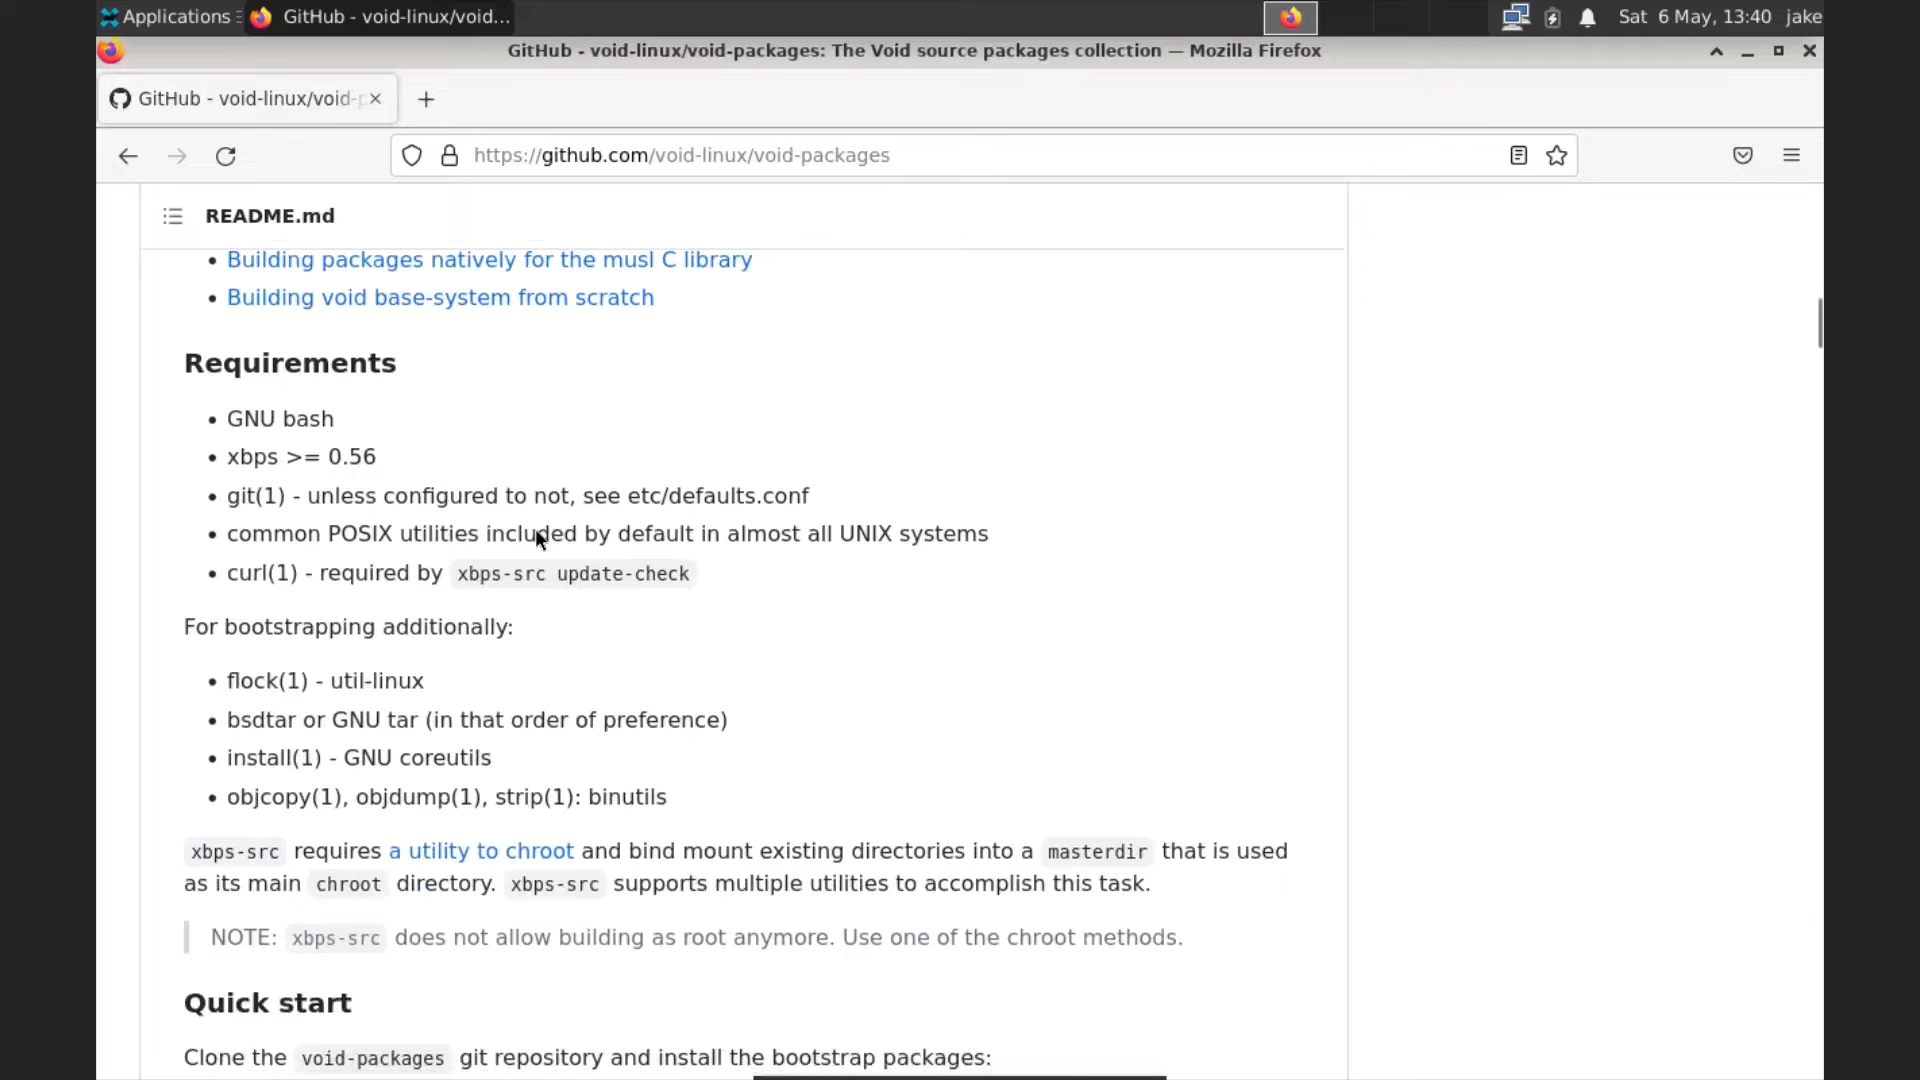 Applications GitHub - void-linux/void... Sat 6 May, 13:40 jake
GitHub - void-linux/void-packages: The Void source packages collection — Mozilla Firefox
GitHub - void-linux/void-p
https://github.com/void-linux/void-packages
README.md
• Building packages natively for the musl C library
• Building void base-system from scratch
Requirements
• GNU bash
• xbps >= 0.56
• git(1) - unless configured to not, see etc/defaults.conf
• common POSIX utilities included by default in almost all UNIX systems
• curl(1) - required by xbps-src update-check
For bootstrapping additionally:
• flock(1) - util-linux
• bsdtar or GNU tar (in that order of preference)
• install(1) - GNU coreutils
• objcopy(1), objdump(1), strip(1): binutils
xbps-src requires a utility to chroot and bind mount existing directories into a masterdir that is used
as its main chroot directory. xbps-src supports multiple utilities to accomplish this task.
NOTE: xbps-src does not allow building as root anymore. Use one of the chroot methods.
Quick start
Clone the void-packages git repository and install the bootstrap packages: